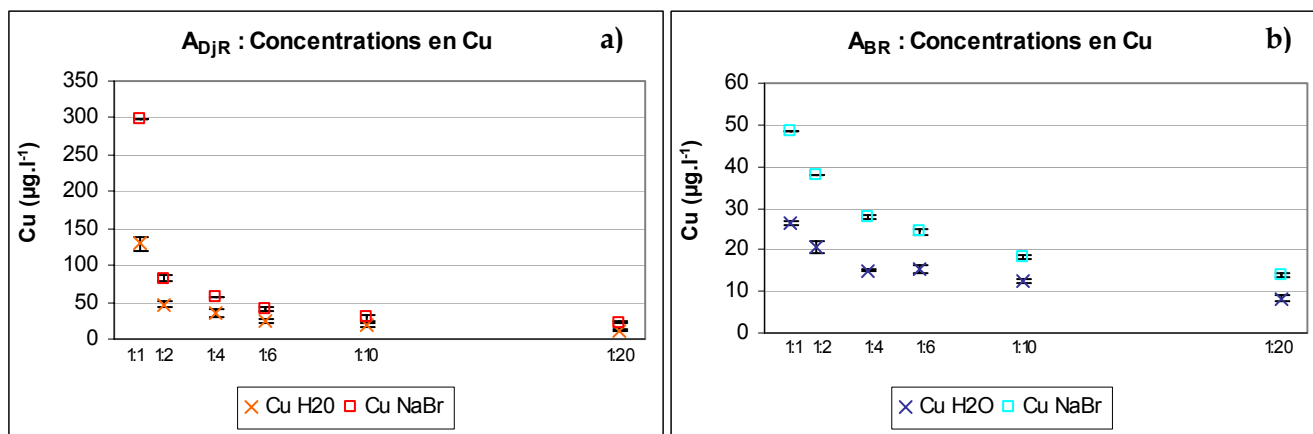 A_DjR : Concentrations en Cu
a)
Cu (µg.l⁻¹)
350
300
250
200
150
100
50
0
1:1 1:2 1:4 1:6 1:10 1:20
Cu H20 Cu NaBr
A_BR : Concentrations en Cu
b)
Cu (µg.l⁻¹)
60
50
40
30
20
10
0
1:1 1:2 1:4 1:6 1:10 1:20
Cu H2O Cu NaBr